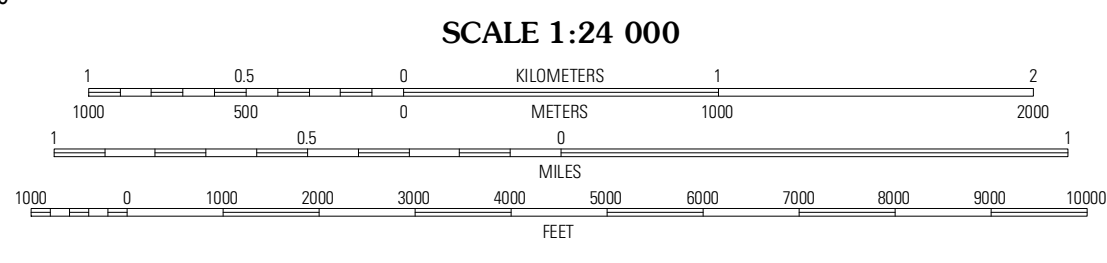 SCALE 1:24 000
1 0.5 0 KILOMETERS 1 2
1000 500 0 METERS 1000 2000
1 0.5 0 1
MILES
1000 0 1000 2000 3000 4000 5000 6000 7000 8000 9000 10000
FEET